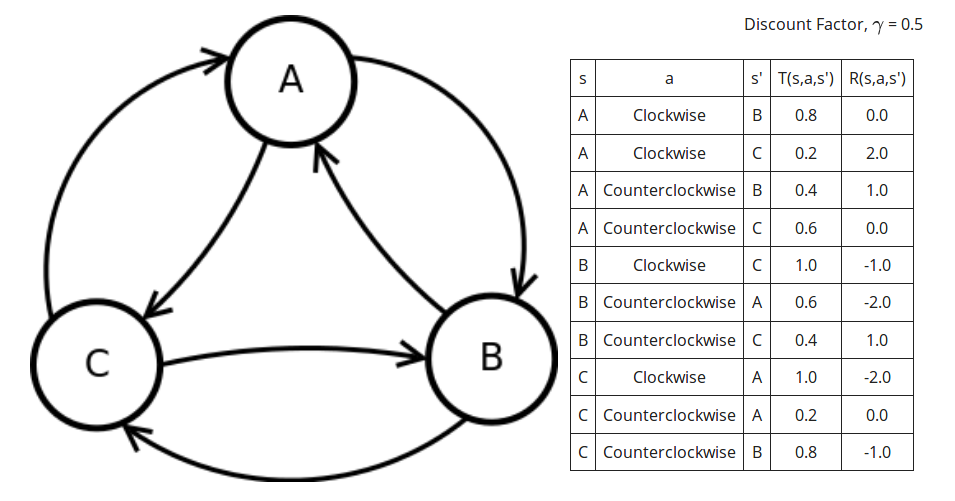 Discount Factor, γ = 0.5
A
C
B
s a s' T(s,a,s') R(s,a,s')
A Clockwise B 0.8 0.0
A Clockwise C 0.2 2.0
A Counterclockwise B 0.4 1.0
A Counterclockwise C 0.6 0.0
B Clockwise C 1.0 -1.0
B Counterclockwise A 0.6 -2.0
B Counterclockwise C 0.4 1.0
C Clockwise A 1.0 -2.0
C Counterclockwise A 0.2 0.0
C Counterclockwise B 0.8 -1.0